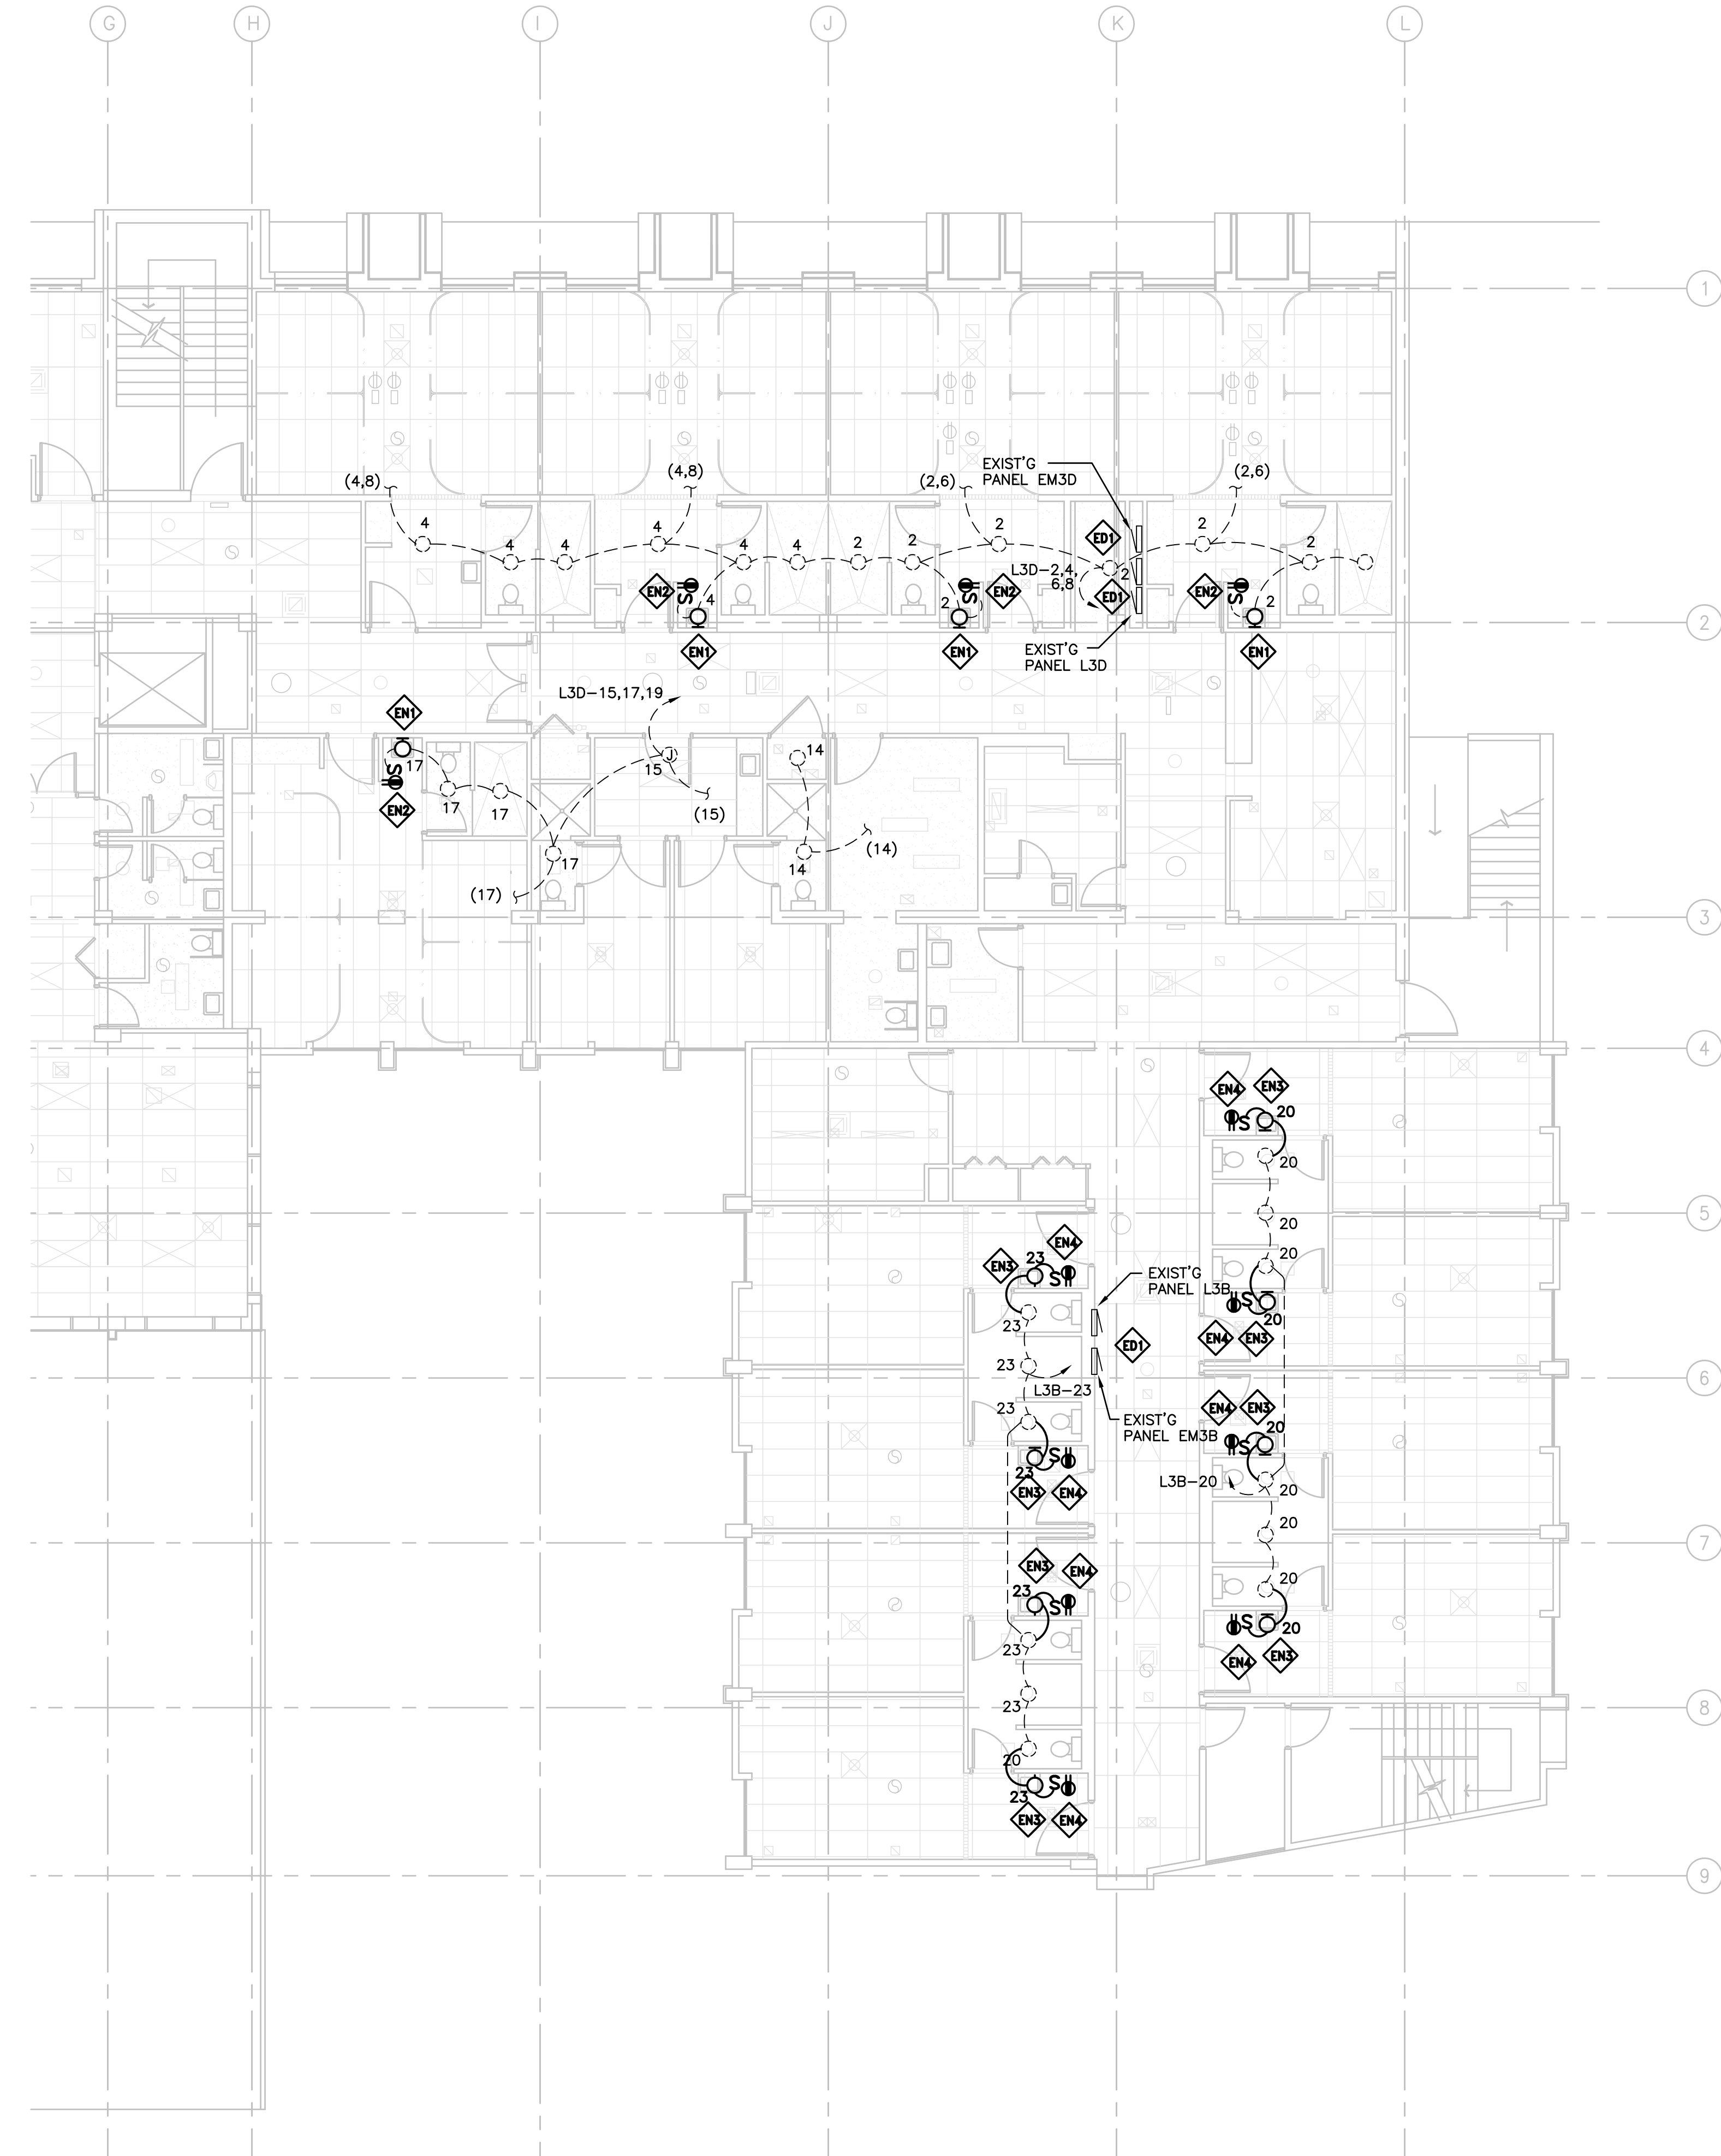 G
H
I
J
K
L
1
EXIST'G
PANEL EM3D
(4,8)
(4,8)
(2,6)
(2,6)
4
4
4
4
4
4
2
2
2
2
2
ED1
L3D-2,4,
6,8
2
ED1
EN2
S
4
S
2
EN2
EN2
S
2
2
EN1
EN1
EN1
EXIST'G
PANEL L3D
L3D-15,17,19
EN1
17
S
EN2
17
17
J
15
(15)
14
14
(14)
17
(17)
3
4
EN4
EN3
20
S
20
5
20
EN4
EN3
23
S
20
EXIST'G
PANEL L3B
S
20
23
EN4
EN3
ED1
23
6
L3B-23
EN4
EN3
23
EXIST'G
PANEL EM3B
20
S
S
23
L3B-20
20
EN3
EN4
20
7
EN3
EN4
20
23
S
S
20
23
EN4
EN3
23
8
20
S
23
EN3
EN4
9